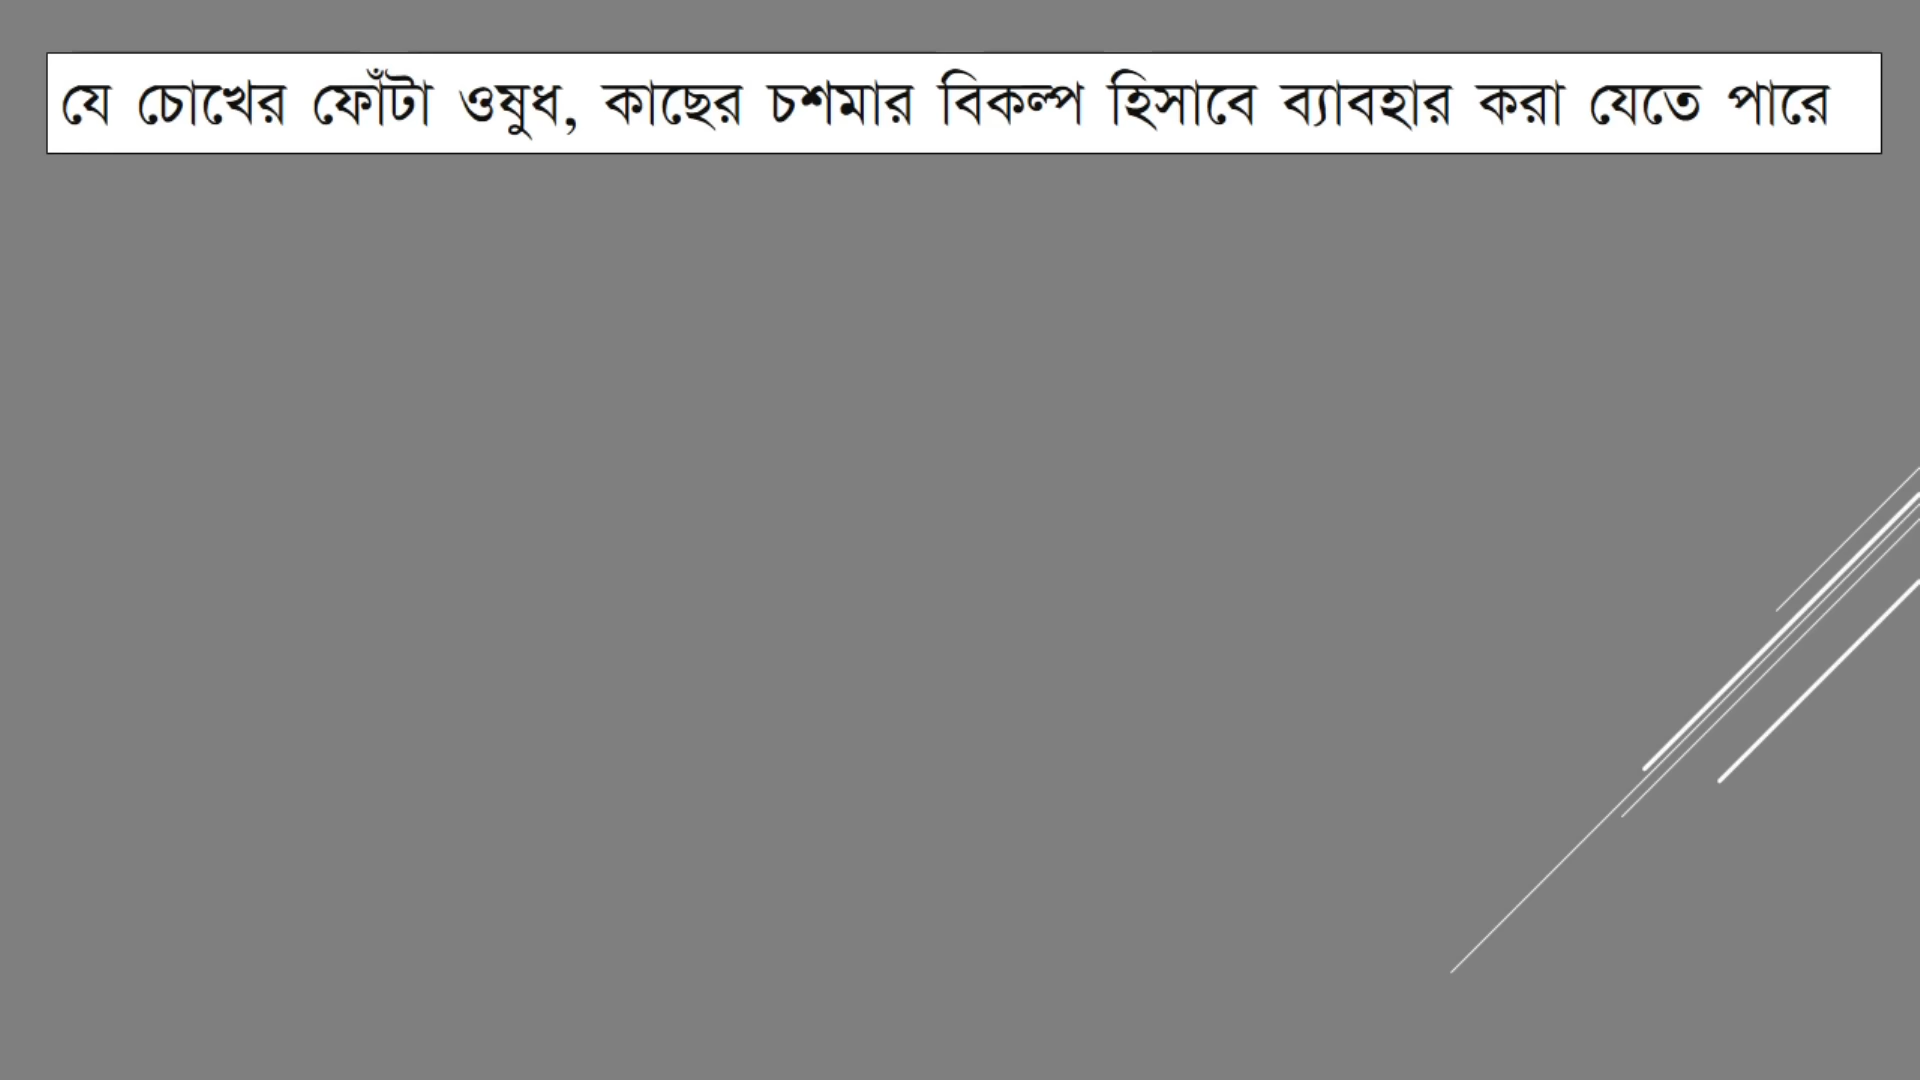 যে চোখের ফোঁটা ওষুধ, কাছের চশমার বিকল্প হিসাবে ব্যাবহার করা যেতে পারে